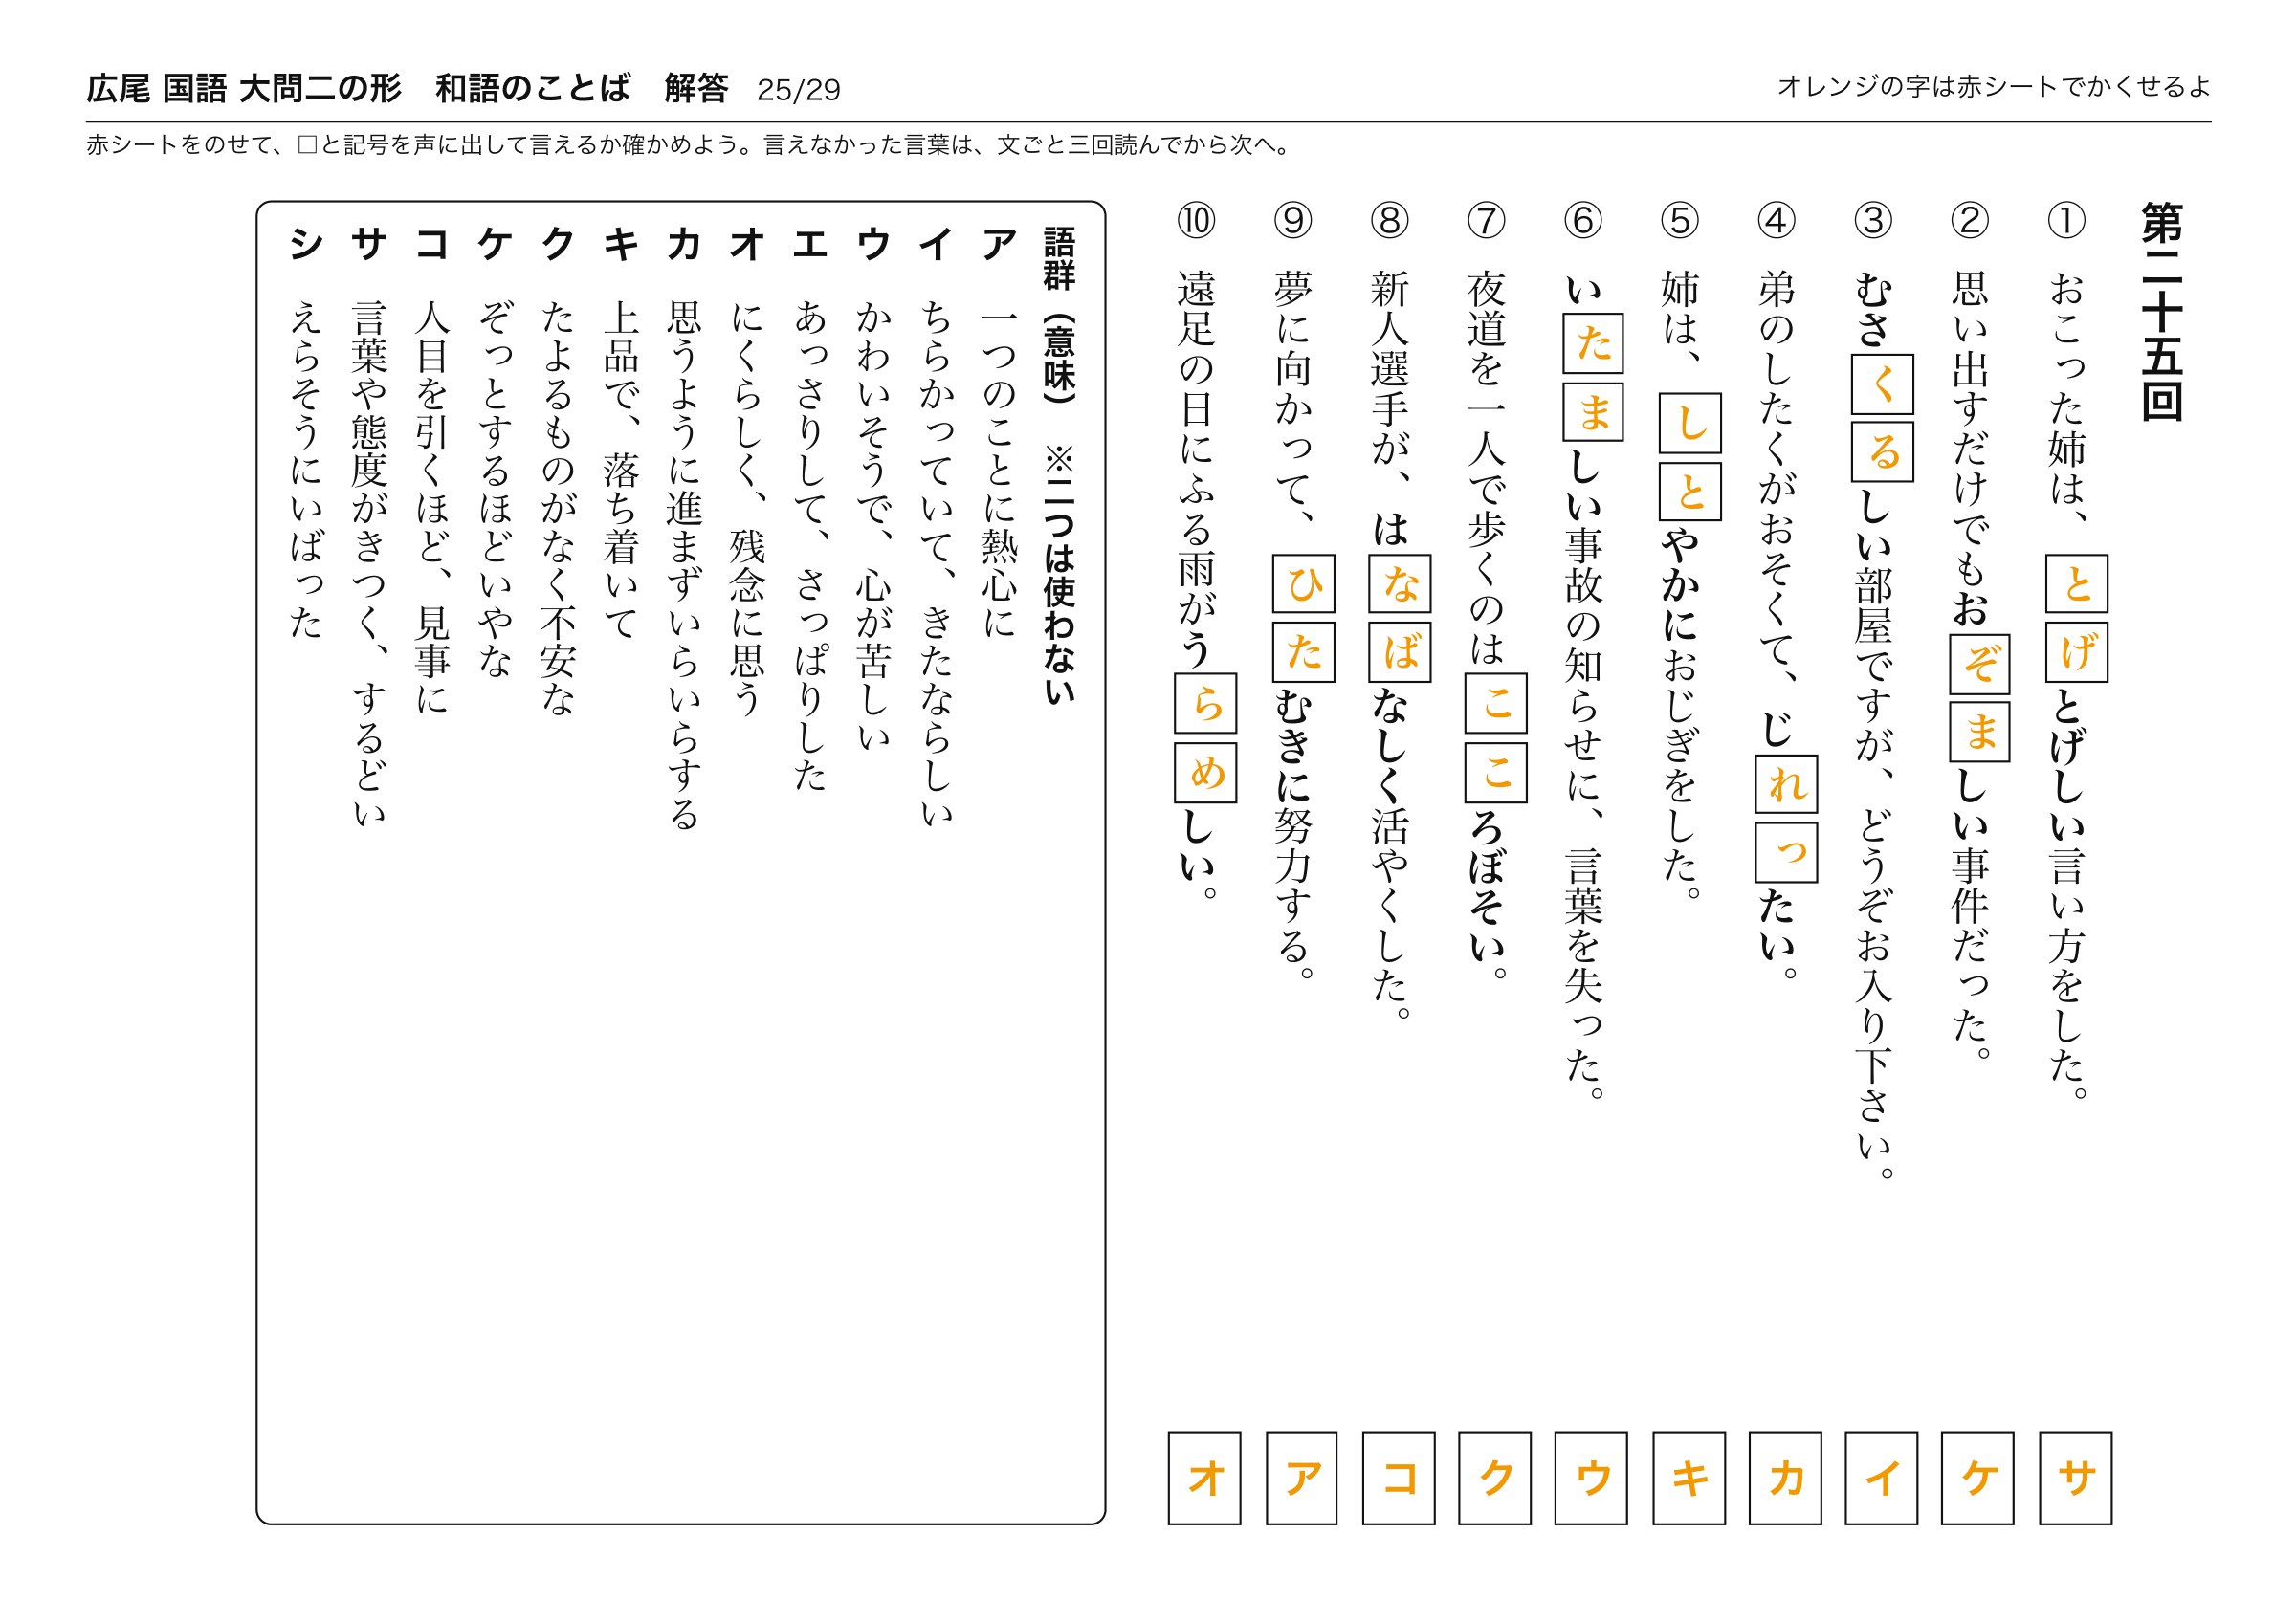 広尾 国語 大問二の形　和語のことば　解答　25/29
オレンジの字は赤シートでかくせるよ
赤シートをのせて、□と記号を声に出して言えるか確かめよう。言えなかった言葉は、文ごと三回読んでから次へ。
第二十五回
① おこった姉は、とげとげしい言い方をした。 サ
② 思い出すだけでもおぞましい事件だった。 ケ
③ むさくるしい部屋ですが、どうぞお入り下さい。 イ
④ 弟のしたくがおそくて、じれったい。 カ
⑤ 姉は、しとやかにおじぎをした。 キ
⑥ いたましい事故の知らせに、言葉を失った。 ウ
⑦ 夜道を一人で歩くのはこころぼそい。 ク
⑧ 新人選手が、はなばなしく活やくした。 コ
⑨ 夢に向かって、ひたむきに努力する。 ア
⑩ 遠足の日にふる雨がうらめしい。 オ
語群（意味）　※二つは使わない
ア　一つのことに熱心に
イ　ちらかっていて、きたならしい
ウ　かわいそうで、心が苦しい
エ　あっさりして、さっぱりした
オ　にくらしく、残念に思う
カ　思うように進まずいらいらする
キ　上品で、落ち着いて
ク　たよるものがなく不安な
ケ　ぞっとするほどいやな
コ　人目を引くほど、見事に
サ　言葉や態度がきつく、するどい
シ　えらそうにいばった